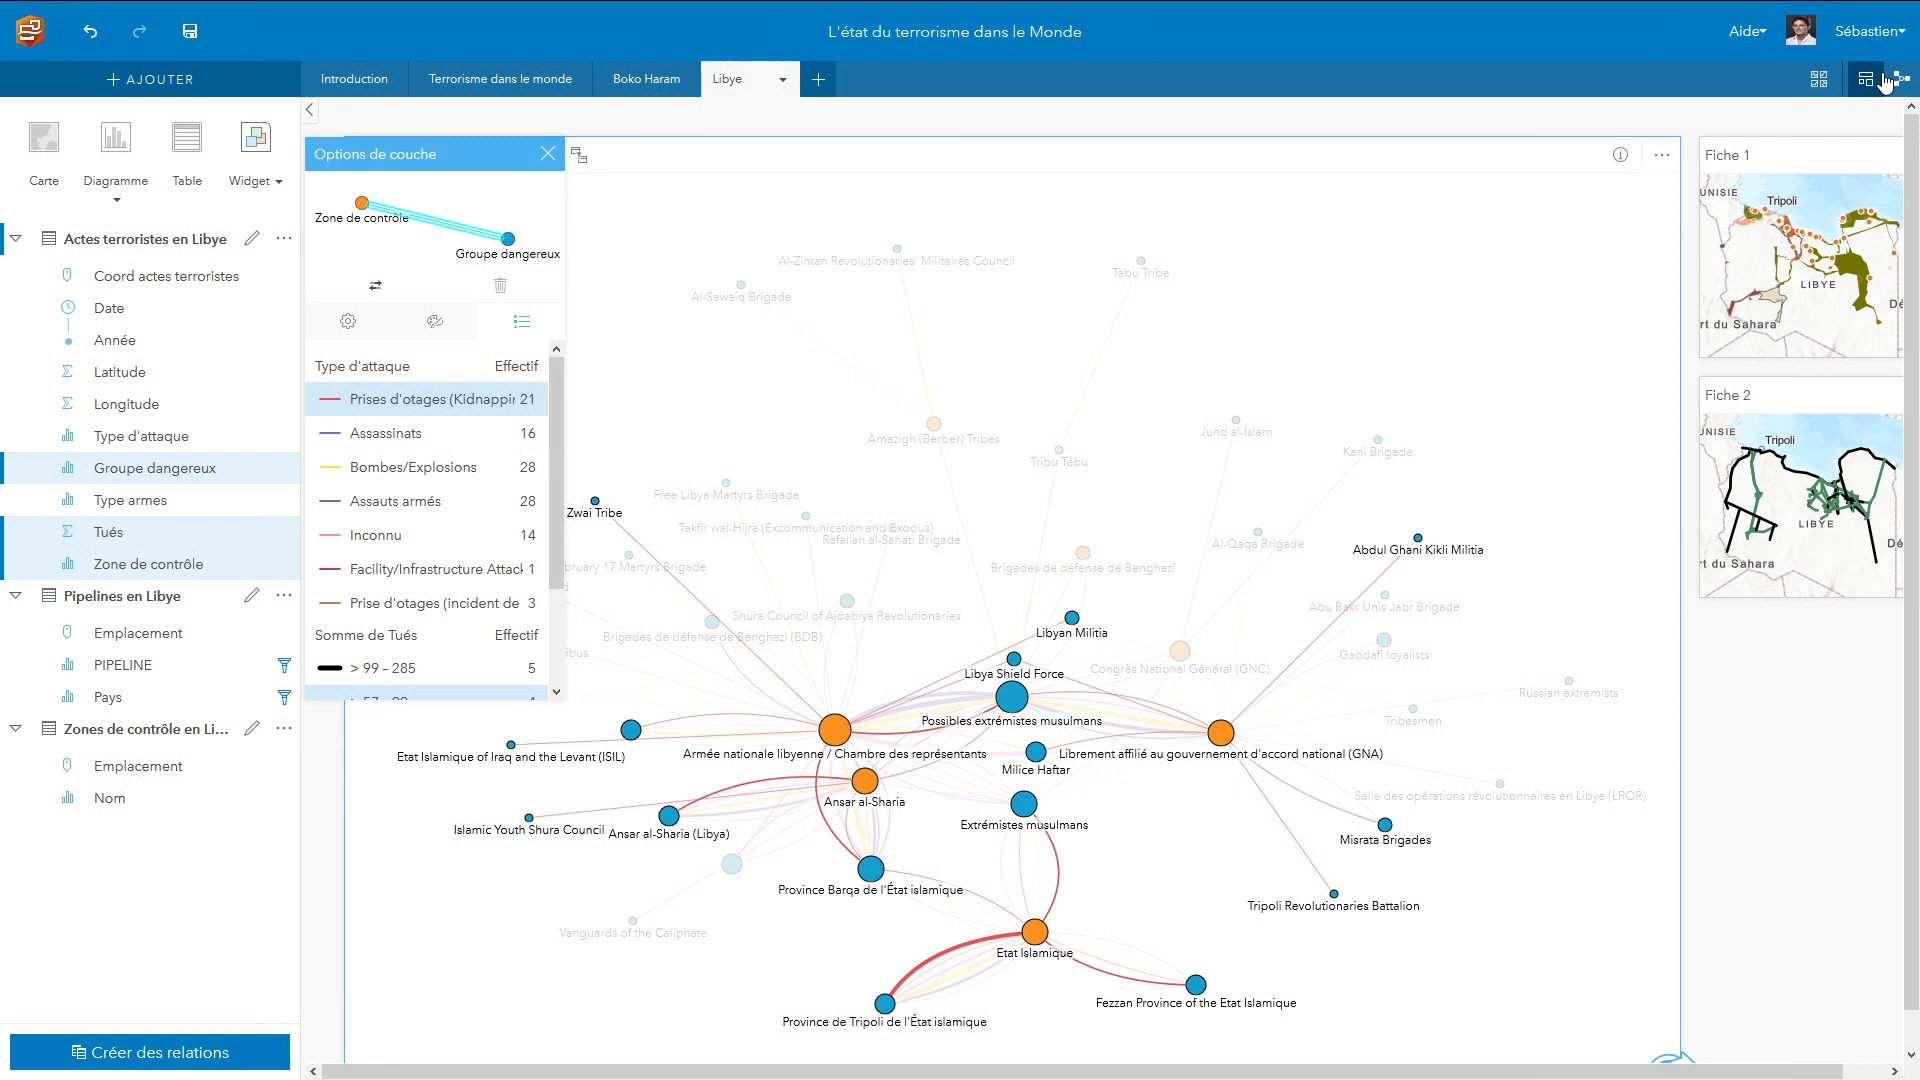 L'état du terrorisme dans le Monde
Aide
Sébastien
AJOUTER
Introduction
Terrorisme dans le monde
Boko Haram
Libye
Carte
Diagramme
Table
Widget
Actes terroristes en Libye
Coord actes terroristes
Date
Année
Latitude
Longitude
Type d'attaque
Groupe dangereux
Type armes
Tués
Zone de contrôle
Pipelines en Libye
Emplacement
PIPELINE
Pays
Zones de contrôle en Li...
Emplacement
Nom
Créer des relations
Options de couche
Zone de contrôle
Groupe dangereux
Type d'attaque Effectif
Prises d'otages (Kidnappir 21
Assassinats 16
Bombes/Explosions 28
Assauts armés 28
Inconnu 14
Facility/Infrastructure Attack 1
Prise d'otages (incident de 3
Somme de Tués Effectif
> 99 - 285 5
Al-Zintan Revolutionaries' Militaires Council
Tabu Tribe
Al-Sawaiq Brigade
Amazigh (Berber) Tribes
Jund al-Islam
Kani Brigade
Tribu Tébu
Free Libya Martyrs Brigade
Zwai Tribe
Takfir wal-Hijra (Excommunication and Exodus)
Rafallah al-Sahati Brigade
Al-Qaqa Brigade
Abdul Ghani Kikli Militia
bruary 17 Martyrs Brigade
Brigades de défense de Benghazi
Abu Bakr Unis Jabr Brigade
Shura Council of Ajdabiya Revolutionaries
Brigades de défense de Benghazi (BDB)
Libyan Militia
ibus
Gaddafi loyalists
Libya Shield Force
Congrès National Général (GNC)
Russian extremists
Possibles extrémistes musulmans
Tribesmen
Etat Islamique of Iraq and the Levant (ISIL)
Armée nationale libyenne / Chambre des représentants
Librement affilié au gouvernement d'accord national (GNA)
Milice Haftar
Ansar al-Sharia
Salle des opérations révolutionnaires en Libye (LROR)
Islamic Youth Shura Council
Ansar al-Sharia (Libya)
Extrémistes musulmans
Misrata Brigades
Province Barqa de l'État islamique
Tripoli Revolutionaries Battalion
Vanguards of the Caliphate
Etat Islamique
Fezzan Province of the Etat Islamique
Province de Tripoli de l'État islamique
Fiche 1
UNISIE
Tripoli
LIBYE
Dé
rt du Sahara
Fiche 2
UNISIE
Tripoli
LIBYE
Dé
rt du Sahara